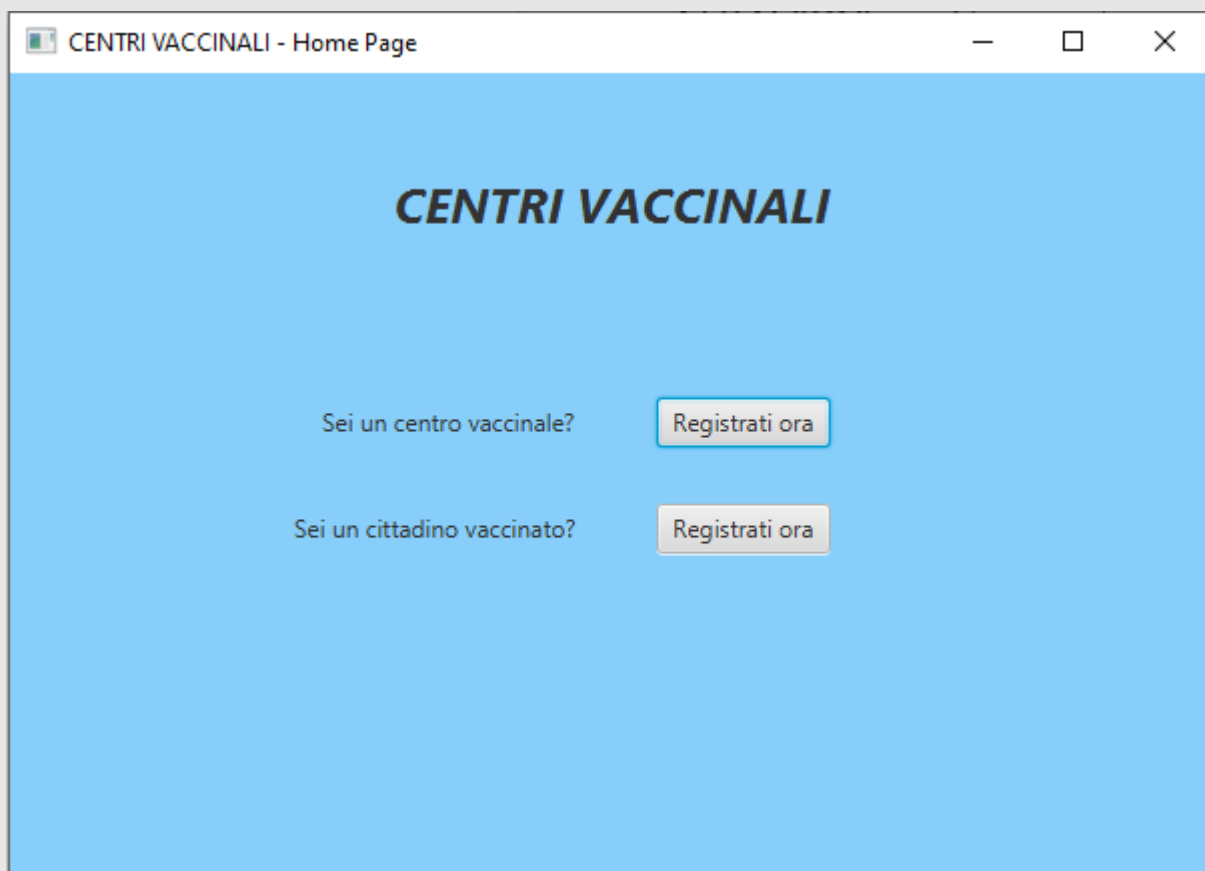 CENTRI VACCINALI - Home Page
CENTRI VACCINALI
Sei un centro vaccinale? Registrati ora
Sei un cittadino vaccinato? Registrati ora